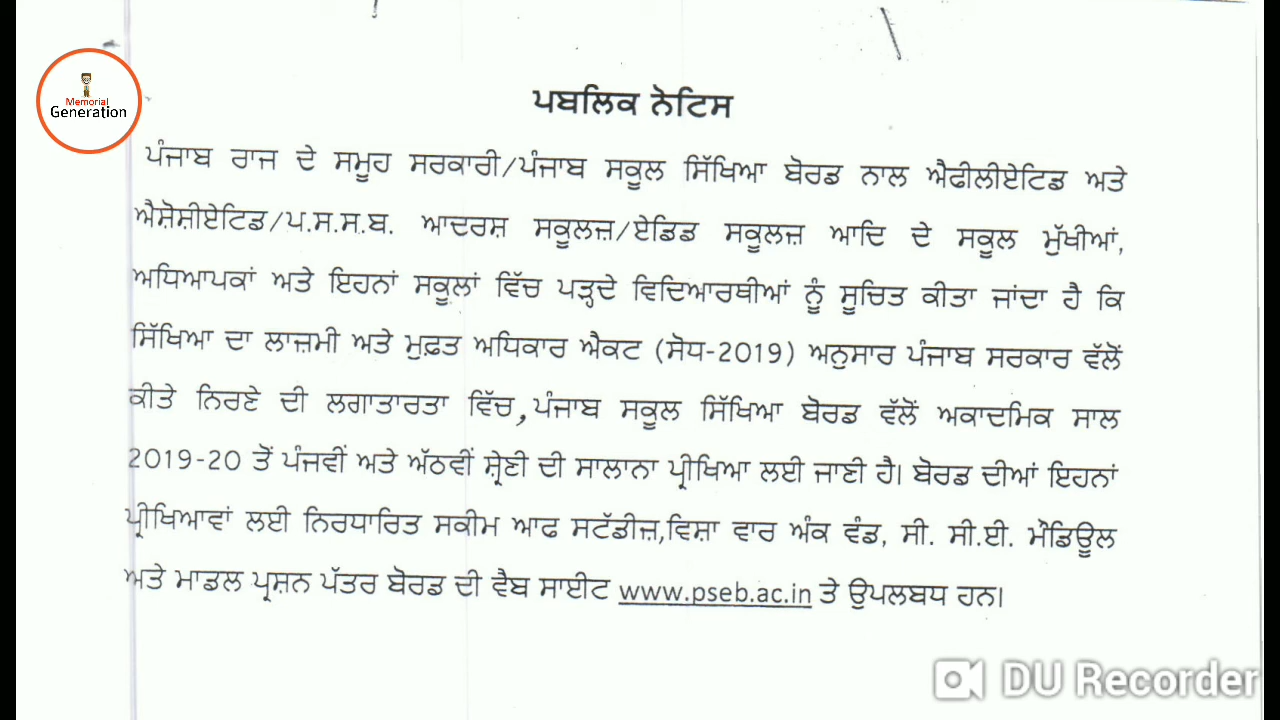 Memorial
Generation
ਪਬਲਿਕ ਨੋਟਿਸ
ਪੰਜਾਬ ਰਾਜ ਦੇ ਸਮੂਹ ਸਰਕਾਰੀ/ਪੰਜਾਬ ਸਕੂਲ ਸਿੱਖਿਆ ਬੋਰਡ ਨਾਲ ਐਫੀਲੀਏਟਿਡ ਅਤੇ
ਐਸੋਸ਼ੀਏਟਿਡ/ਪ.ਸ.ਸ.ਬ. ਆਦਰਸ਼ ਸਕੂਲਜ਼/ਏਡਿਡ ਸਕੂਲਜ਼ ਆਦਿ ਦੇ ਸਕੂਲ ਮੁੱਖੀਆਂ,
ਅਧਿਆਪਕਾਂ ਅਤੇ ਇਹਨਾਂ ਸਕੂਲਾਂ ਵਿੱਚ ਪੜ੍ਹਦੇ ਵਿਦਿਆਰਥੀਆਂ ਨੂੰ ਸੂਚਿਤ ਕੀਤਾ ਜਾਂਦਾ ਹੈ ਕਿ
ਸਿੱਖਿਆ ਦਾ ਲਾਜ਼ਮੀ ਅਤੇ ਮੁਫ਼ਤ ਅਧਿਕਾਰ ਐਕਟ (ਸੋਧ-2019) ਅਨੁਸਾਰ ਪੰਜਾਬ ਸਰਕਾਰ ਵੱਲੋਂ
ਕੀਤੇ ਨਿਰਣੇ ਦੀ ਲਗਾਤਾਰਤਾ ਵਿੱਚ,ਪੰਜਾਬ ਸਕੂਲ ਸਿੱਖਿਆ ਬੋਰਡ ਵੱਲੋਂ ਅਕਾਦਮਿਕ ਸਾਲ
2019-20 ਤੋਂ ਪੰਜਵੀਂ ਅਤੇ ਅੱਠਵੀਂ ਸ਼੍ਰੇਣੀ ਦੀ ਸਾਲਾਨਾ ਪ੍ਰੀਖਿਆ ਲਈ ਜਾਣੀ ਹੈ। ਬੋਰਡ ਦੀਆਂ ਇਹਨਾਂ
ਪ੍ਰੀਖਿਆਵਾਂ ਲਈ ਨਿਰਧਾਰਿਤ ਸਕੀਮ ਆਫ ਸਟੱਡੀਜ਼,ਵਿਸ਼ਾ ਵਾਰ ਅੰਕ ਵੰਡ, ਸੀ. ਸੀ.ਈ. ਮੌਡਿਊਲ
ਅਤੇ ਮਾਡਲ ਪ੍ਰਸ਼ਨ ਪੱਤਰ ਬੋਰਡ ਦੀ ਵੈਬ ਸਾਈਟ www.pseb.ac.in ਤੇ ਉਪਲਬਧ ਹਨ।
DU Recorder